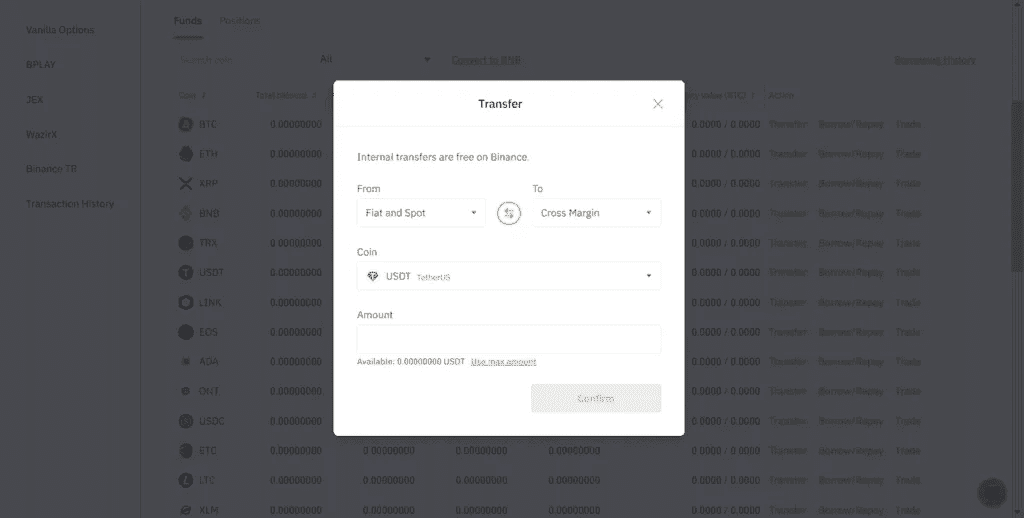 Vanilla Options
BPLAY
JEX
WazirX
Binance TR
Transaction History
Funds Positions
Search coin All Convert to BNB Borrowings History
Coin Total Balance Action
BTC 0.00000000 0.0000 / 0.0000 Transfer Borrow/Repay Trade
ETH 0.00000000 0.0000 / 0.0000 Transfer Borrow/Repay Trade
XRP 0.00000000 0.0000 / 0.0000 Transfer Borrow/Repay Trade
BNB 0.00000000 0.0000 / 0.0000 Transfer Borrow/Repay Trade
TRX 0.00000000 0.0000 / 0.0000 Transfer Borrow/Repay Trade
USDT 0.00000000 0.0000 / 0.0000 Transfer Borrow/Repay Trade
LINK 0.00000000 0.0000 / 0.0000 Transfer Borrow/Repay Trade
EOS 0.00000000 0.0000 / 0.0000 Transfer Borrow/Repay Trade
ADA 0.00000000 0.0000 / 0.0000 Transfer Borrow/Repay Trade
ONT 0.00000000 0.0000 / 0.0000 Transfer Borrow/Repay Trade
USDC 0.00000000 0.0000 / 0.0000 Transfer Borrow/Repay Trade
ETC 0.00000000 0.00000000 0.00000000 0.00000000 0.0000 / 0.0000 Transfer Borrow/Repay Trade
LTC 0.00000000 0.00000000 0.00000000 0.00000000 0.0000 / 0.0000 Transfer Borrow/Repay Trade
XLM 0.00000000 0.00000000 0.00000000 0.00000000 0.0000 / 0.0000 Transfer Borrow/Repay Trade
Transfer
Internal transfers are free on Binance.
From To
Fiat and Spot Cross Margin
Coin
USDT TetherUS
Amount
Available: 0.00000000 USDT Use max amount
Confirm